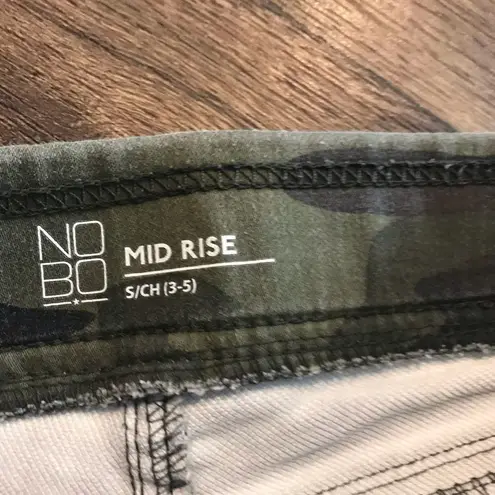 NO
BO
MID RISE
S/CH (3-5)